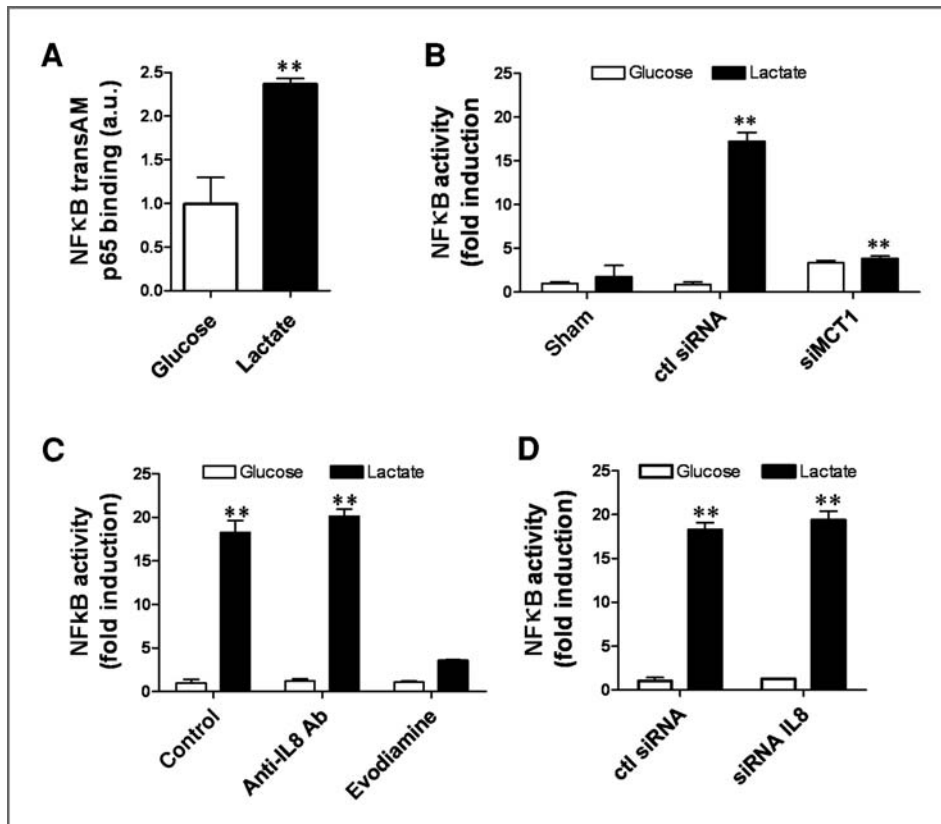 A
NFκB transAM
p65 binding (a.u.)
2.5
2.0
1.5
1.0
0.5
0.0
**
Glucose
Lactate
B
Glucose
Lactate
NFκB activity
(fold induction)
25
20
15
10
5
0
**
**
Sham
ctl siRNA
siMCT1
C
Glucose
Lactate
NFkB activity
(fold induction)
25
20
15
10
5
0
**
**
Control
Anti-IL8 Ab
Evodiamine
D
Glucose
Lactate
NFκB activity
(fold induction)
25
20
15
10
5
0
**
**
ctl siRNA
siRNA IL8